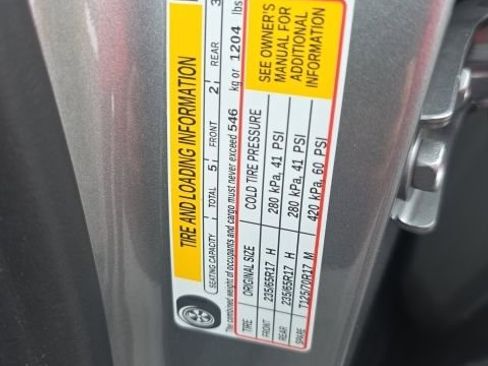 TIRE AND LOADING INFORMATION
SEATING CAPACITY TOTAL 5 FRONT 2 REAR 3
The combined weight of occupants and cargo must never exceed 546 kg or 1204 lbs
TIRE ORIGINAL SIZE COLD TIRE PRESSURE
FRONT 235/65R17 H 280 kPa, 41 PSI
REAR 235/65R17 H 280 kPa, 41 PSI
SPARE T125/70R17 M 420 kPa, 60 PSI
SEE OWNER'S
MANUAL FOR
ADDITIONAL
INFORMATION